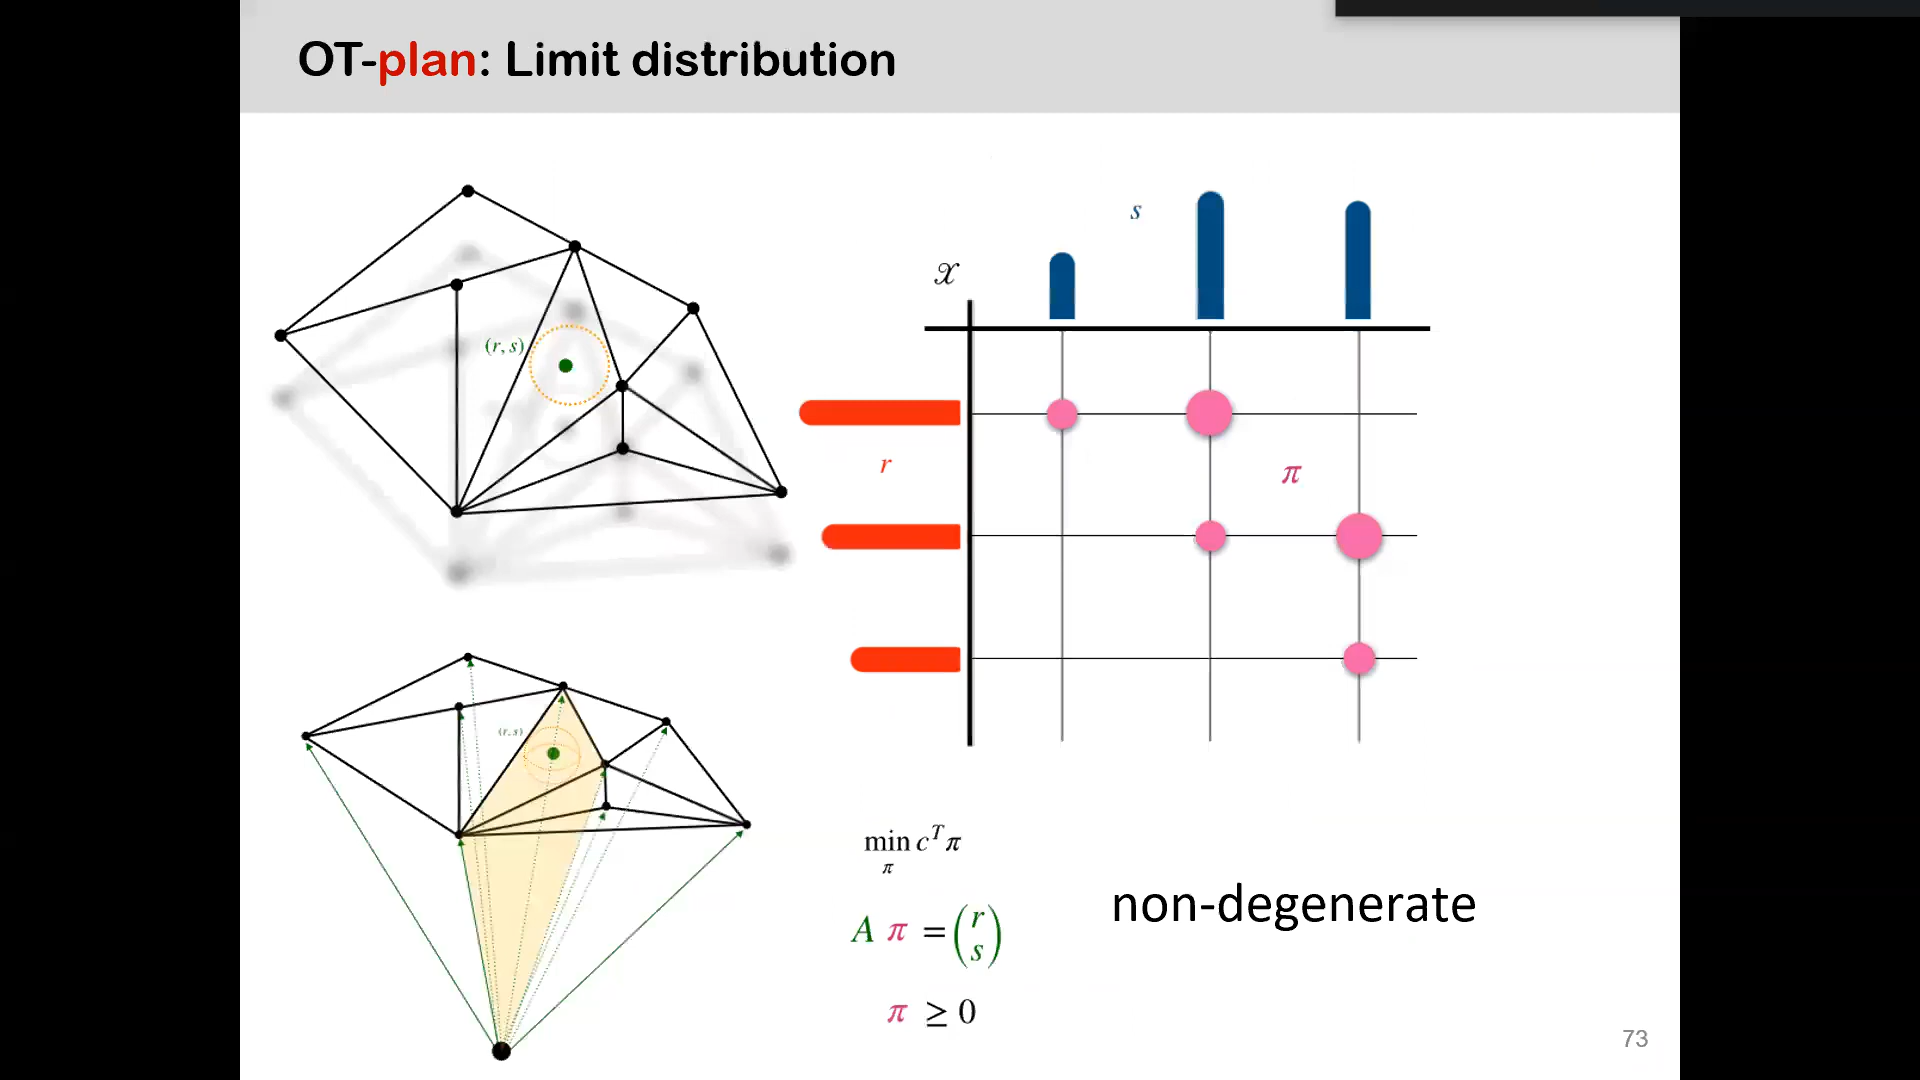 OT-plan: Limit distribution
s
𝒳
(r, s)
r
π
(r, s)
min c^T π
π
A π = (r s)
π ≥ 0
non-degenerate
73